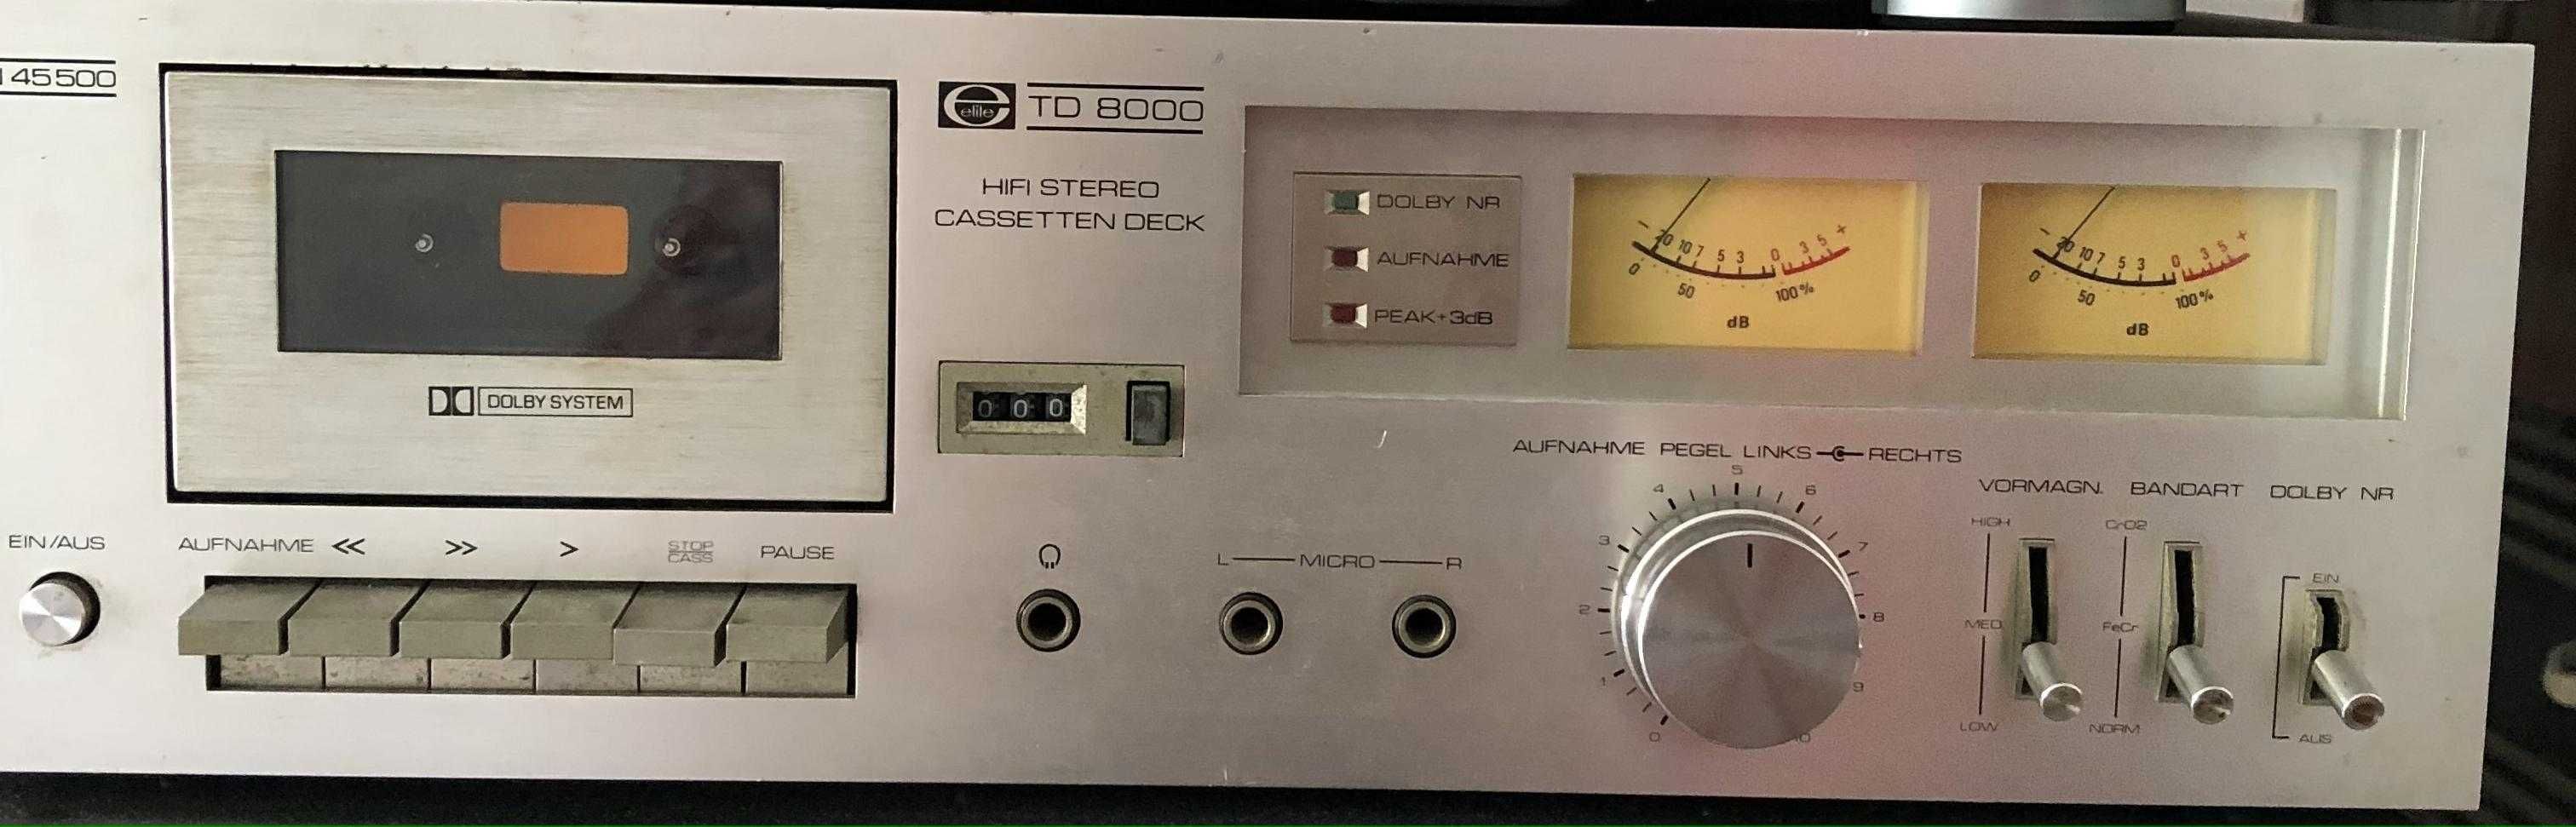 45500
elite
TD 8000
HIFI STEREO
CASSETTEN DECK
DOLBY SYSTEM
000
DOLBY NR
AUFNAHME
PEAK+3dB
- 20 10 7 5 3 0 3 5 +
0 50 100%
dB
- 20 10 7 5 3 0 3 5 +
0 50 100%
dB
EIN/AUS
AUFNAHME << >> > STOP CASS PAUSE
L MICRO R
AUFNAHME PEGEL LINKS RECHTS
0 1 2 3 4 5 6 7 8 9 10
VORMAGN.
HIGH
MED.
LOW
BANDART
CrO2
FeCr
NORM
DOLBY NR
EIN
AUS